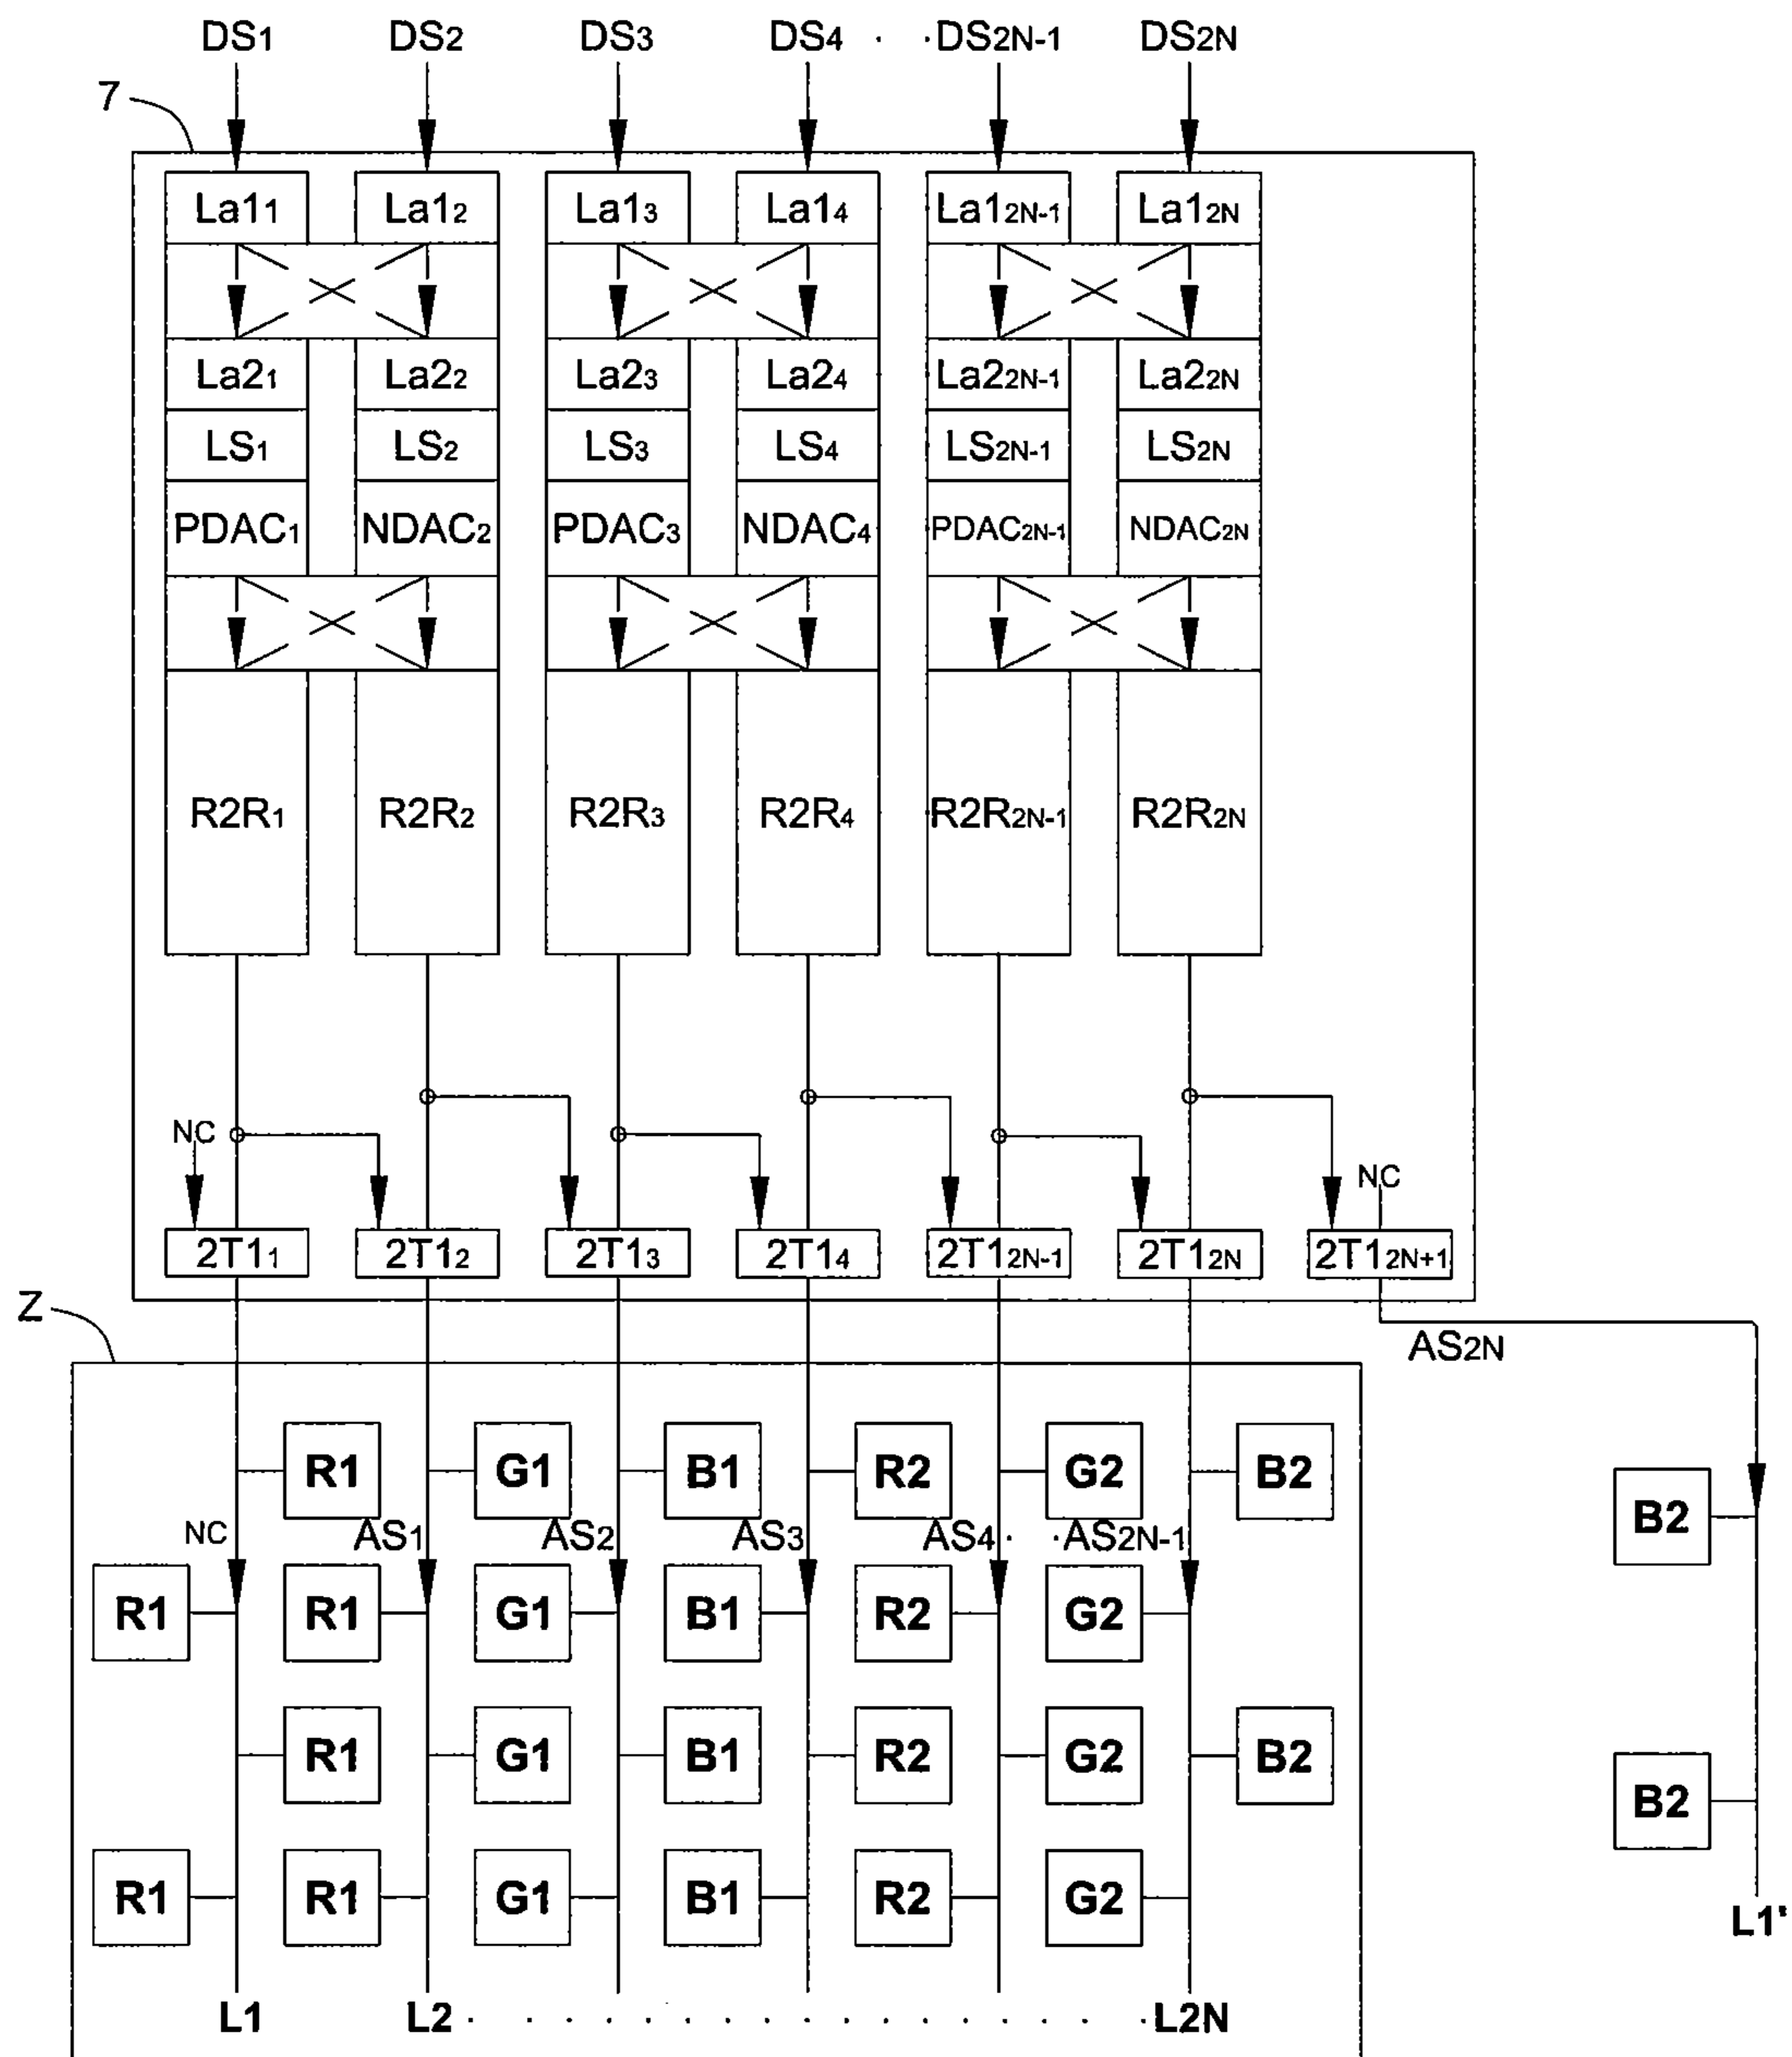 DS1 DS2 DS3 DS4 · · DS2N-1 DS2N
7
La11 La12 La13 La14 La12N-1 La12N
La21 La22 La23 La24 La22N-1 La22N
LS1 LS2 LS3 LS4 LS2N-1 LS2N
PDAC1 NDAC2 PDAC3 NDAC4 PDAC2N-1 NDAC2N
R2R1 R2R2 R2R3 R2R4 R2R2N-1 R2R2N
NC
NC
2T11 2T12 2T13 2T14 2T12N-1 2T12N 2T12N+1
Z
AS2N
R1 G1 B1 R2 G2 B2
B2
NC AS1 AS2 AS3 AS4 · · AS2N-1
R1 R1 G1 B1 R2 G2
R1 G1 B1 R2 G2 B2
B2
R1 R1 G1 B1 R2 G2
L1'
L1 L2 · · · · · · · · · · · · · · · · · · L2N